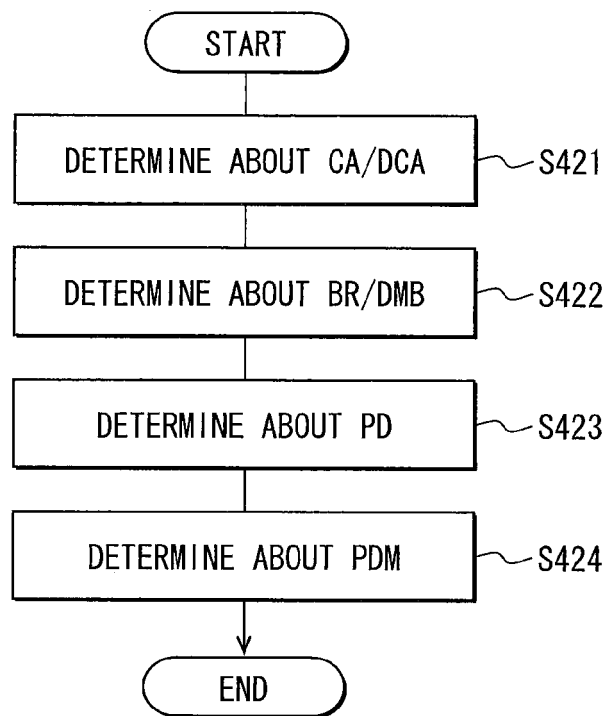 START
DETERMINE ABOUT CA/DCA
S421
DETERMINE ABOUT BR/DMB
S422
DETERMINE ABOUT PD
S423
DETERMINE ABOUT PDM
S424
END